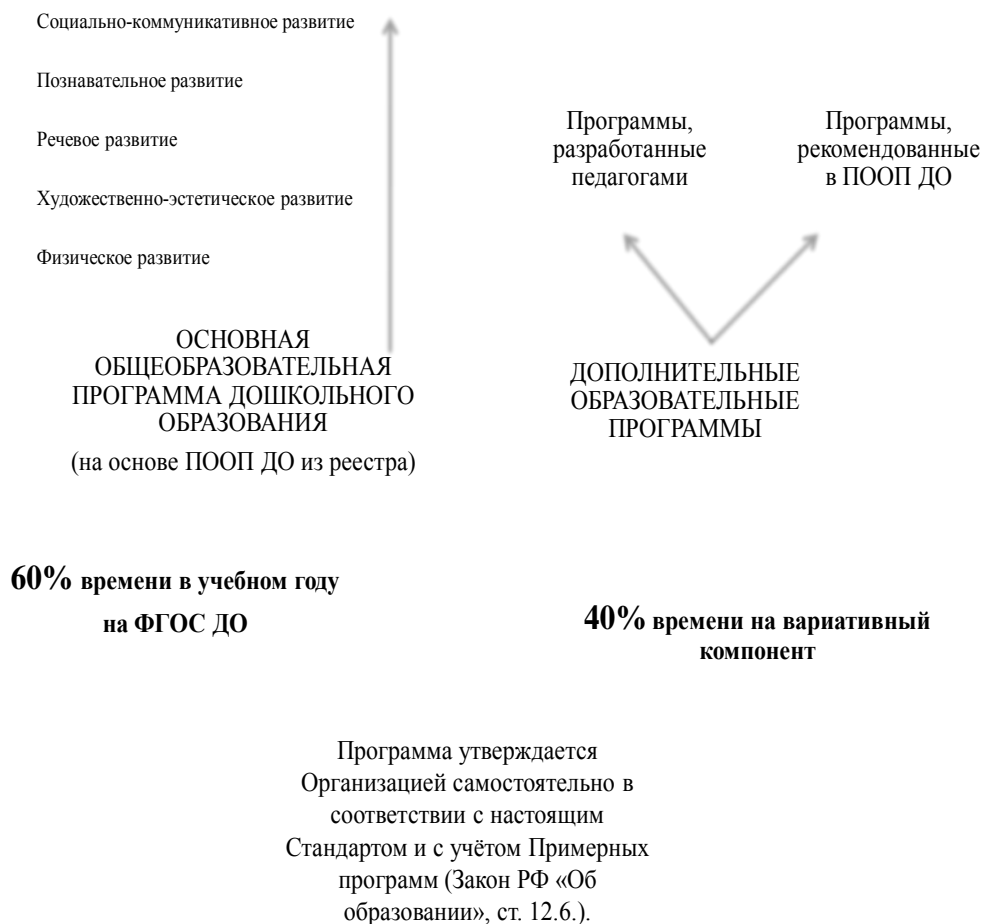 Социально-коммуникативное развитие
Познавательное развитие
Речевое развитие
Художественно-эстетическое развитие
Физическое развитие
ОСНОВНАЯ
ОБЩЕОБРАЗОВАТЕЛЬНАЯ
ПРОГРАММА ДОШКОЛЬНОГО
ОБРАЗОВАНИЯ
(на основе ПООП ДО из реестра)
Программы,
разработанные
педагогами
Программы,
рекомендованные
в ПООП ДО
ДОПОЛНИТЕЛЬНЫЕ
ОБРАЗОВАТЕЛЬНЫЕ
ПРОГРАММЫ
60% времени в учебном году
на ФГОС ДО
40% времени на вариативный
компонент
Программа утверждается
Организацией самостоятельно в
соответствии с настоящим
Стандартом и с учётом Примерных
программ (Закон РФ «Об
образовании», ст. 12.6.).